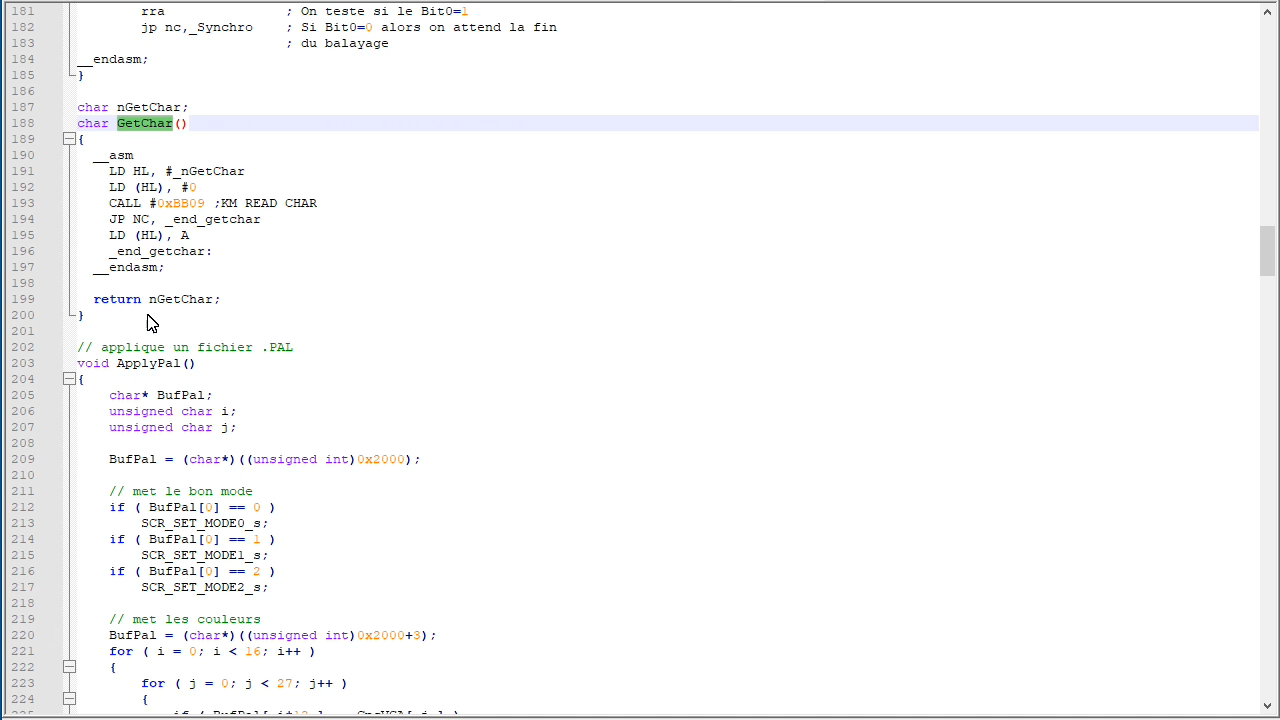 181 rra ; On teste si le Bit0=1
182 jp nc,_Synchro ; Si Bit0=0 alors on attend la fin
183 ; du balayage
184 __endasm;
185 }
186
187 char nGetChar;
188 char GetChar()
189 {
190 __asm
191 LD HL, #_nGetChar
192 LD (HL), #0
193 CALL #0xBB09 ;KM READ CHAR
194 JP NC, _end_getchar
195 LD (HL), A
196 _end_getchar:
197 __endasm;
198
199 return nGetChar;
200 }
201
202 // applique un fichier .PAL
203 void ApplyPal()
204 {
205 char* BufPal;
206 unsigned char i;
207 unsigned char j;
208
209 BufPal = (char*)((unsigned int)0x2000);
210
211 // met le bon mode
212 if ( BufPal[0] == 0 )
213 SCR_SET_MODE0_s;
214 if ( BufPal[0] == 1 )
215 SCR_SET_MODE1_s;
216 if ( BufPal[0] == 2 )
217 SCR_SET_MODE2_s;
218
219 // met les couleurs
220 BufPal = (char*)((unsigned int)0x2000+3);
221 for ( i = 0; i < 16; i++ )
222 {
223 for ( j = 0; j < 27; j++ )
224 {